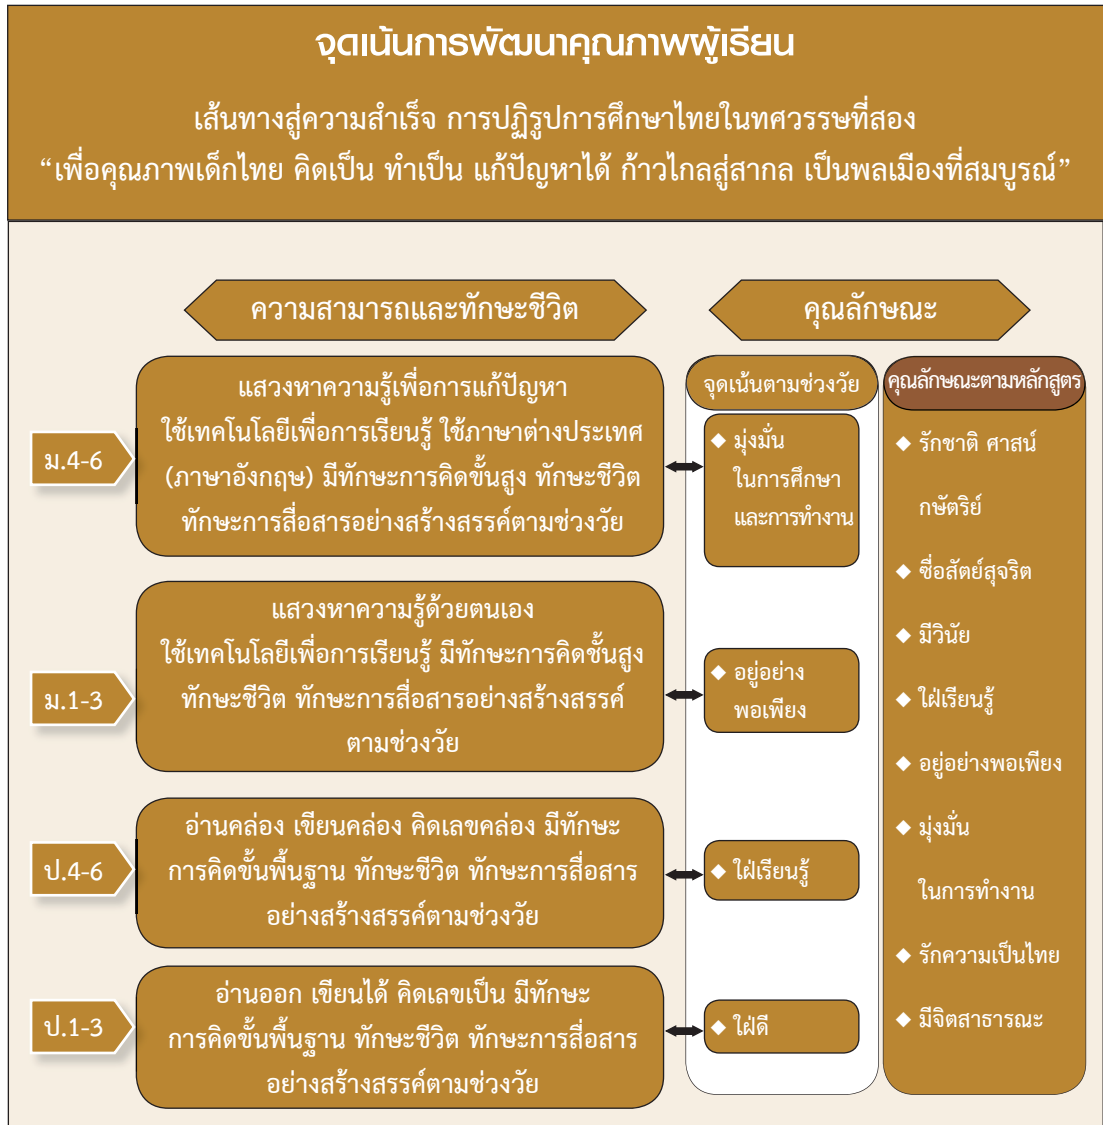 จุดเน้นการพัฒนาคุณภาพผู้เรียน
เส้นทางสู่ความสำเร็จ การปฏิรูปการศึกษาไทยในทศวรรษที่สอง
“เพื่อคุณภาพเด็กไทย คิดเป็น ทำเป็น แก้ปัญหาได้ ก้าวไกลสู่สากล เป็นพลเมืองที่สมบูรณ์”
ความสามารถและทักษะชีวิต
คุณลักษณะ
จุดเน้นตามช่วงวัย
คุณลักษณะตามหลักสูตร
ม.4-6
แสวงหาความรู้เพื่อการแก้ปัญหา
ใช้เทคโนโลยีเพื่อการเรียนรู้ ใช้ภาษาต่างประเทศ
(ภาษาอังกฤษ) มีทักษะการคิดขั้นสูง ทักษะชีวิต
ทักษะการสื่อสารอย่างสร้างสรรค์ตามช่วงวัย
◆ มุ่งมั่น
ในการศึกษา
และการทำงาน
ม.1-3
แสวงหาความรู้ด้วยตนเอง
ใช้เทคโนโลยีเพื่อการเรียนรู้ มีทักษะการคิดชั้นสูง
ทักษะชีวิต ทักษะการสื่อสารอย่างสร้างสรรค์
ตามช่วงวัย
◆ อยู่อย่าง
พอเพียง
ป.4-6
อ่านคล่อง เขียนคล่อง คิดเลขคล่อง มีทักษะ
การคิดขั้นพื้นฐาน ทักษะชีวิต ทักษะการสื่อสาร
อย่างสร้างสรรค์ตามช่วงวัย
◆ ใฝ่เรียนรู้
ป.1-3
อ่านออก เขียนได้ คิดเลขเป็น มีทักษะ
การคิดขั้นพื้นฐาน ทักษะชีวิต ทักษะการสื่อสาร
อย่างสร้างสรรค์ตามช่วงวัย
◆ ใฝ่ดี
◆ รักชาติ ศาสน์
กษัตริย์
◆ ซื่อสัตย์สุจริต
◆ มีวินัย
◆ ใฝ่เรียนรู้
◆ อยู่อย่างพอเพียง
◆ มุ่งมั่น
ในการทำงาน
◆ รักความเป็นไทย
◆ มีจิตสาธารณะ